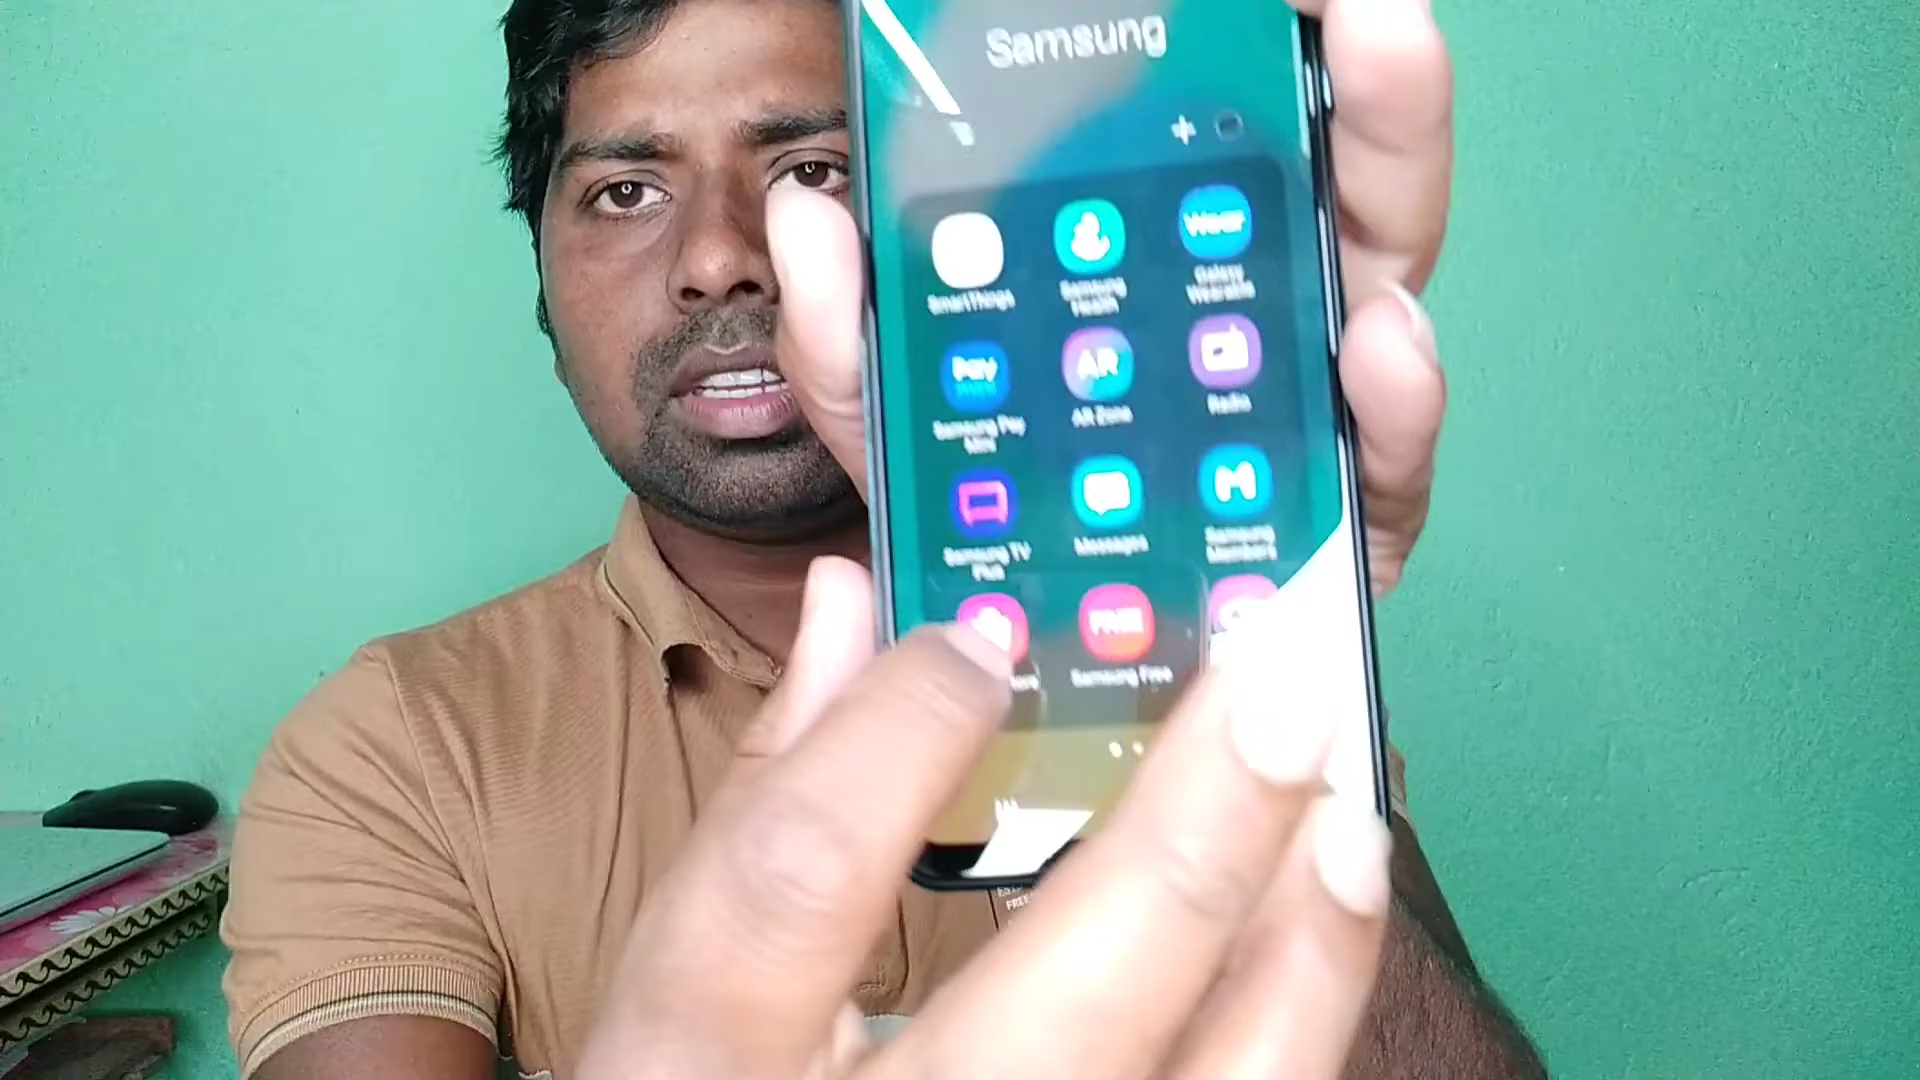 Samsung
SmartThings
Samsung
Health
Wear
Galaxy
Wearable
Pay
Samsung Pay
Mini
AR
AR Zone
Radio
Samsung TV
Plus
Messages
Samsung
Members
FREE
Samsung Free
FREE